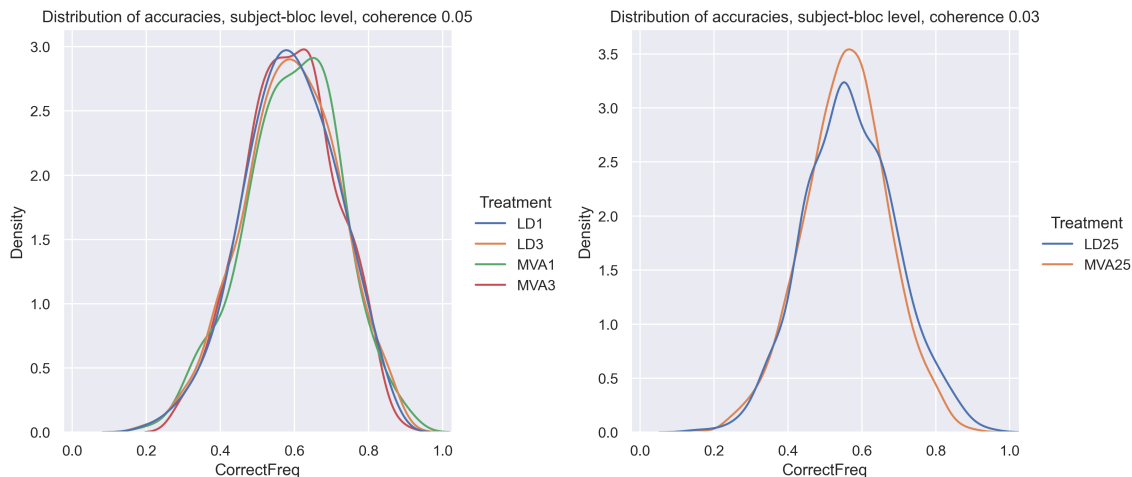 Distribution of accuracies, subject-bloc level, coherence 0.05
3.0
2.5
2.0
1.5
1.0
0.5
0.0
Density
0.0 0.2 0.4 0.6 0.8 1.0
CorrectFreq
Treatment
LD1
LD3
MVA1
MVA3
Distribution of accuracies, subject-bloc level, coherence 0.03
3.5
3.0
2.5
2.0
1.5
1.0
0.5
0.0
Density
0.0 0.2 0.4 0.6 0.8 1.0
CorrectFreq
Treatment
LD25
MVA25